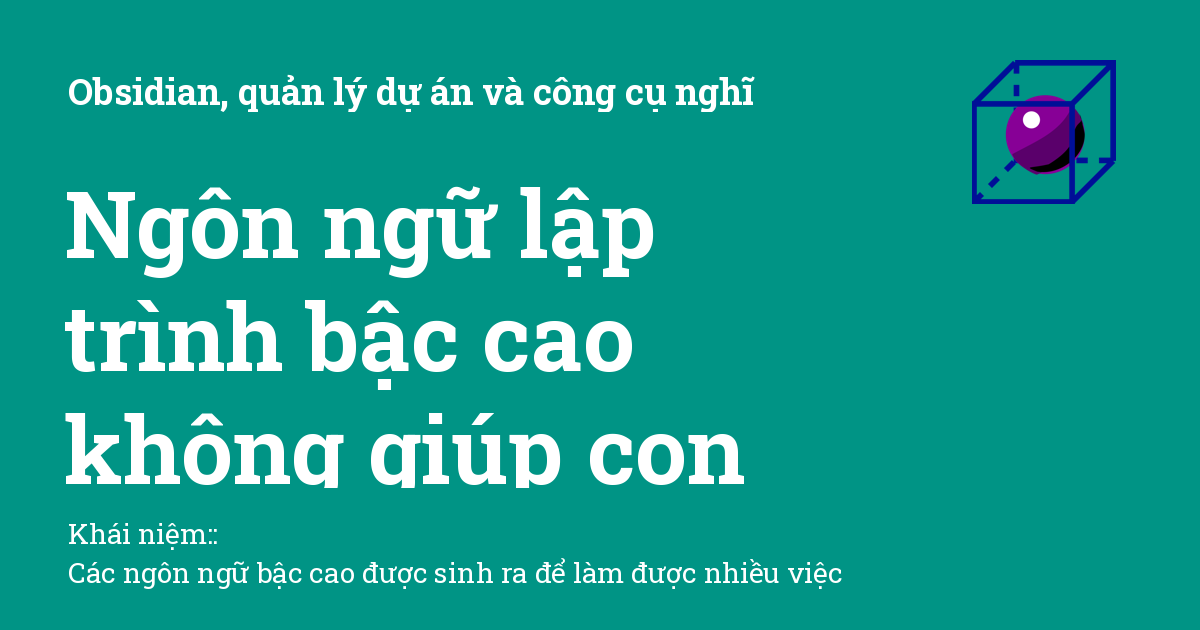 Obsidian, quản lý dự án và công cụ nghĩ
Ngôn ngữ lập
trình bậc cao
không giúp con
Khái niệm::
Các ngôn ngữ bậc cao được sinh ra để làm được nhiều việc